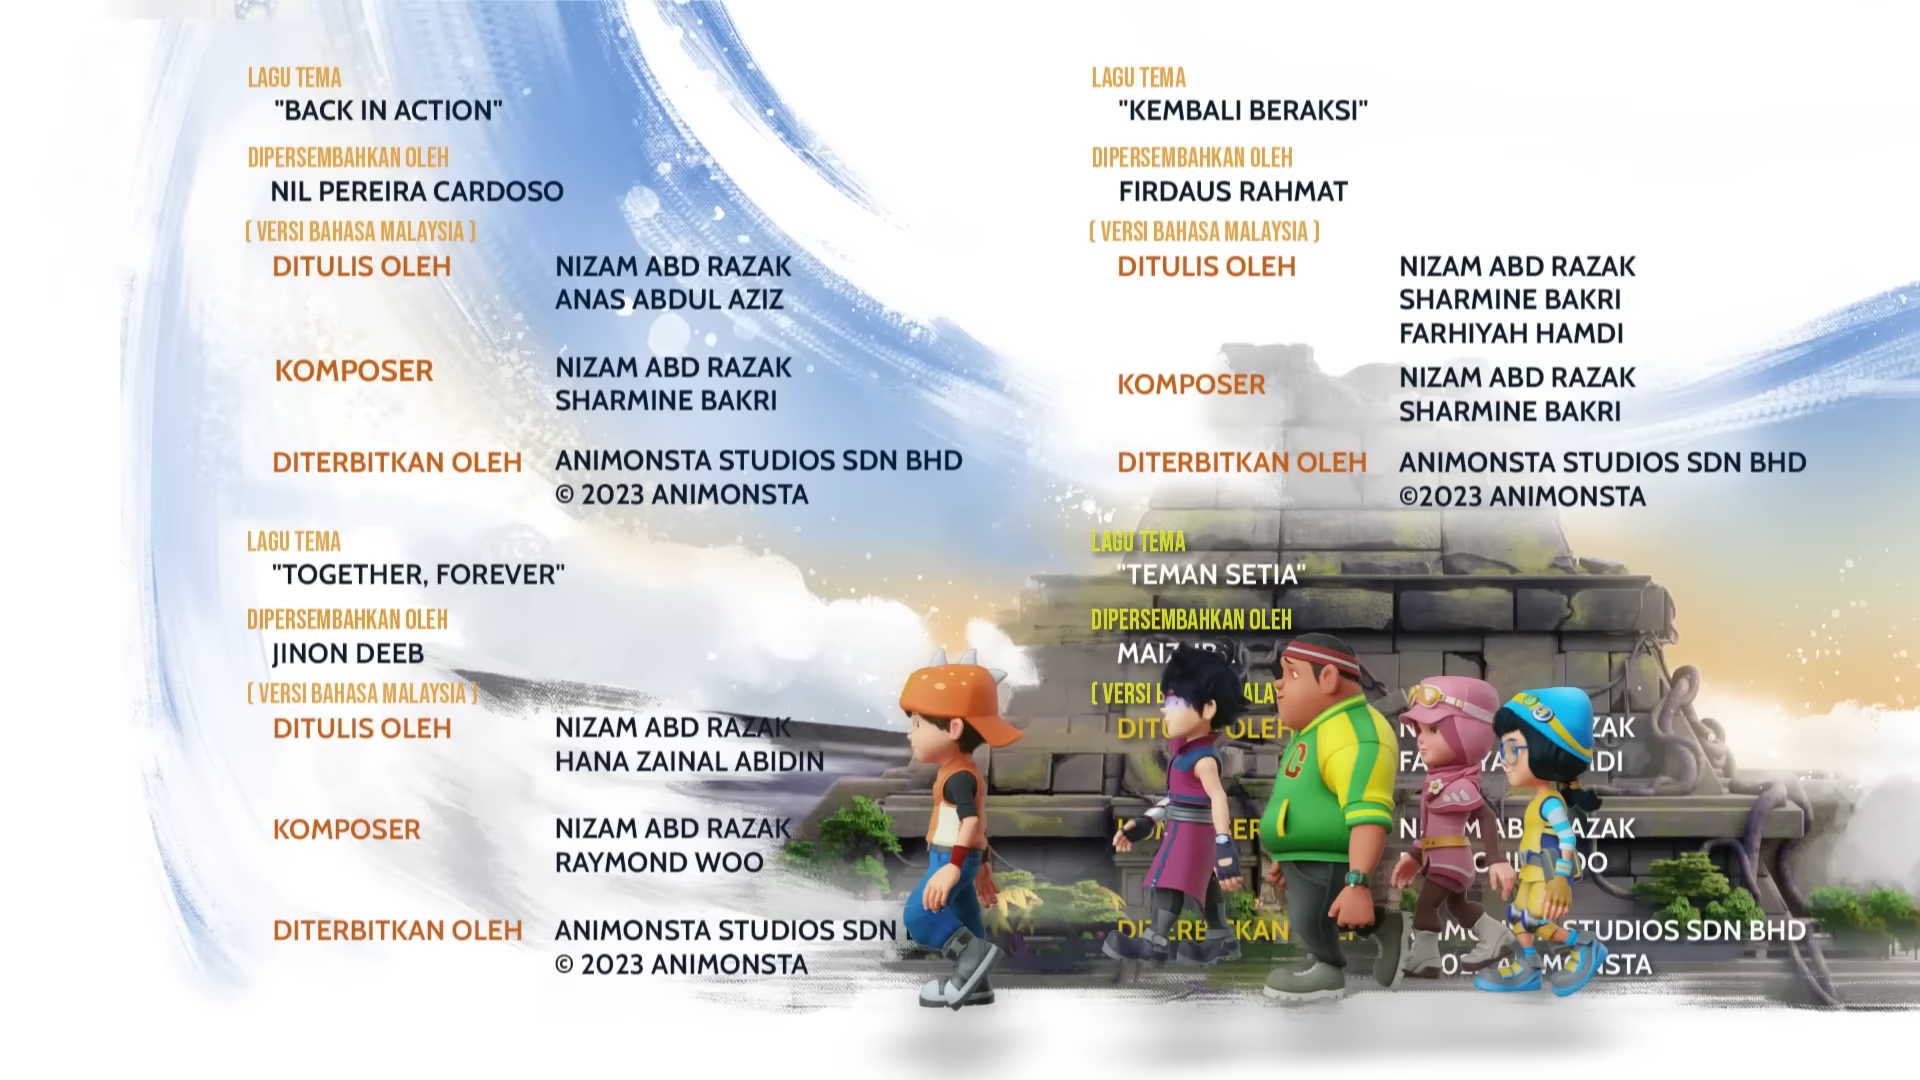 LAGU TEMA
"BACK IN ACTION"
DIPERSEMBAHKAN OLEH
NIL PEREIRA CARDOSO
( VERSI BAHASA MALAYSIA )
DITULIS OLEH NIZAM ABD RAZAK
ANAS ABDUL AZIZ
KOMPOSER NIZAM ABD RAZAK
SHARMINE BAKRI
DITERBITKAN OLEH ANIMONSTA STUDIOS SDN BHD
© 2023 ANIMONSTA
LAGU TEMA
"TOGETHER, FOREVER"
DIPERSEMBAHKAN OLEH
JINON DEEB
( VERSI BAHASA MALAYSIA )
DITULIS OLEH NIZAM ABD RAZAK
HANA ZAINAL ABIDIN
KOMPOSER NIZAM ABD RAZAK
RAYMOND WOO
DITERBITKAN OLEH ANIMONSTA STUDIOS SDN
© 2023 ANIMONSTA
LAGU TEMA
"KEMBALI BERAKSI"
DIPERSEMBAHKAN OLEH
FIRDAUS RAHMAT
( VERSI BAHASA MALAYSIA )
DITULIS OLEH NIZAM ABD RAZAK
SHARMINE BAKRI
FARHIYAH HAMDI
KOMPOSER NIZAM ABD RAZAK
SHARMINE BAKRI
DITERBITKAN OLEH ANIMONSTA STUDIOS SDN BHD
©2023 ANIMONSTA
LAGU TEMA
"TEMAN SETIA"
DIPERSEMBAHKAN OLEH
( VERSI
OLEH
STUDIOS SDN BHD